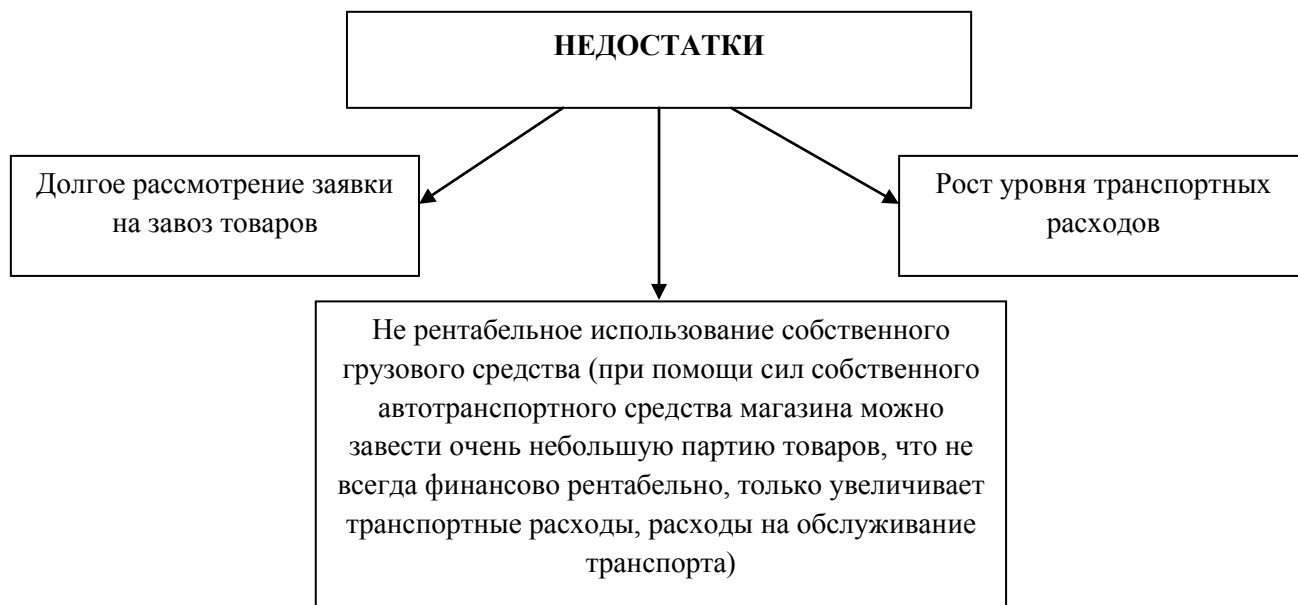 НЕДОСТАТКИ
Долгое рассмотрение заявки
на завоз товаров
Рост уровня транспортных
расходов
Не рентабельное использование собственного
грузового средства (при помощи сил собственного
автотранспортного средства магазина можно
завести очень небольшую партию товаров, что не
всегда финансово рентабельно, только увеличивает
транспортные расходы, расходы на обслуживание
транспорта)